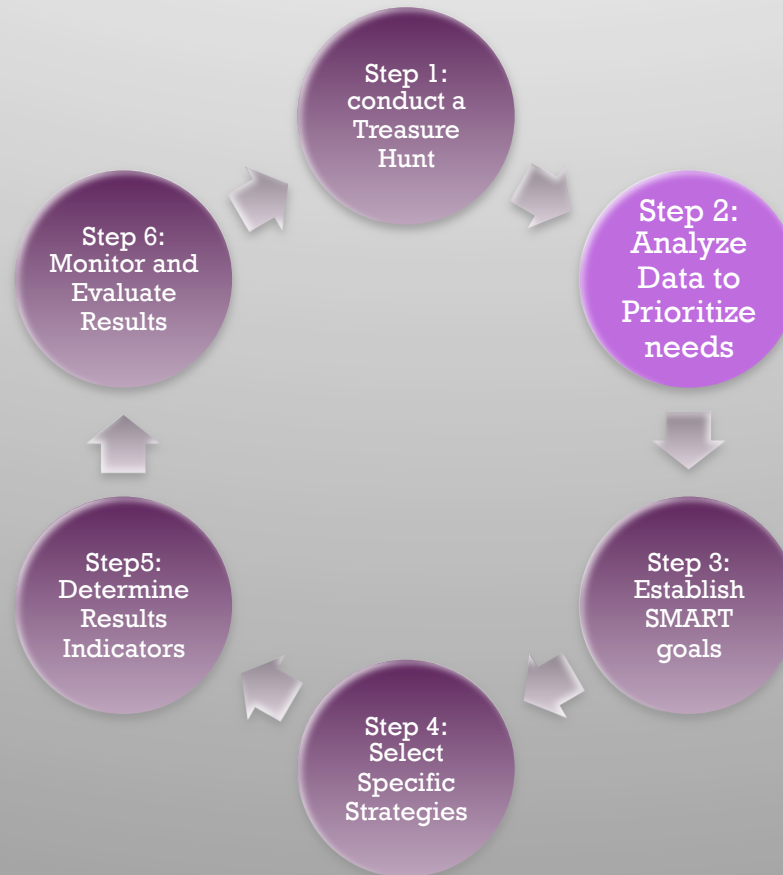 Step 1:
conduct a
Treasure
Hunt
Step 2:
Analyze
Data to
Prioritize
needs
Step 3:
Establish
SMART
goals
Step 4:
Select
Specific
Strategies
Step5:
Determine
Results
Indicators
Step 6:
Monitor and
Evaluate
Results